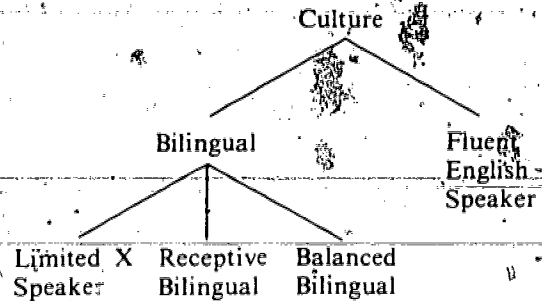 Culture
Bilingual
Fluent
English
Speaker
Limited X
Speaker
Receptive
Bilingual
Balanced
Bilingual